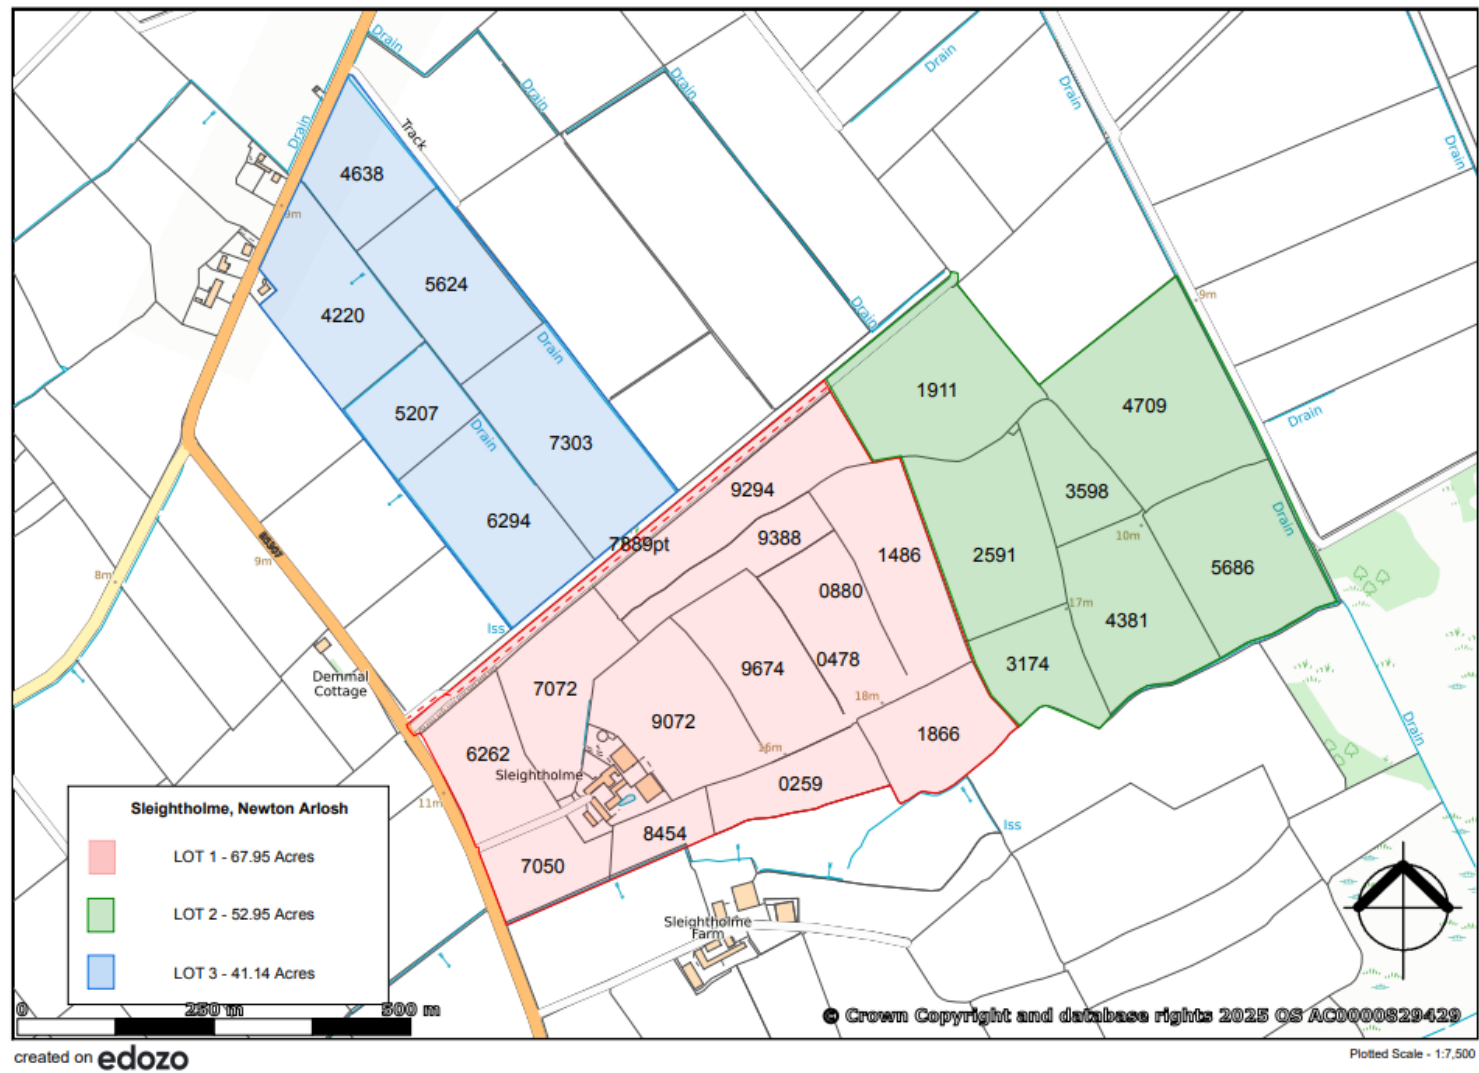 Drain
Drain
Drain
Drain
Drain
Drain
Drain
Track
4638
9m
5624
4220
Drain
Drain
9m
1911
4709
Drain
5207
Drain
7303
9294
3598
6294
7889pt
9388
1486
2591
10m
Drain
B5307
9m
8m
0880
5686
17m
4381
Iss
Demmal
Cottage
7072
9674
0478
3174
18m
9072
1866
6262
16m
Sleightholme
0259
11m
8454
7050
Iss
Drain
Sleightholme
Farm
Sleightholme, Newton Arlosh
LOT 1 - 67.95 Acres
LOT 2 - 52.95 Acres
LOT 3 - 41.14 Acres
0 250 m 500 m
© Crown Copyright and database rights 2025 OS AC0000829429
created on edozo
Plotted Scale - 1:7,500